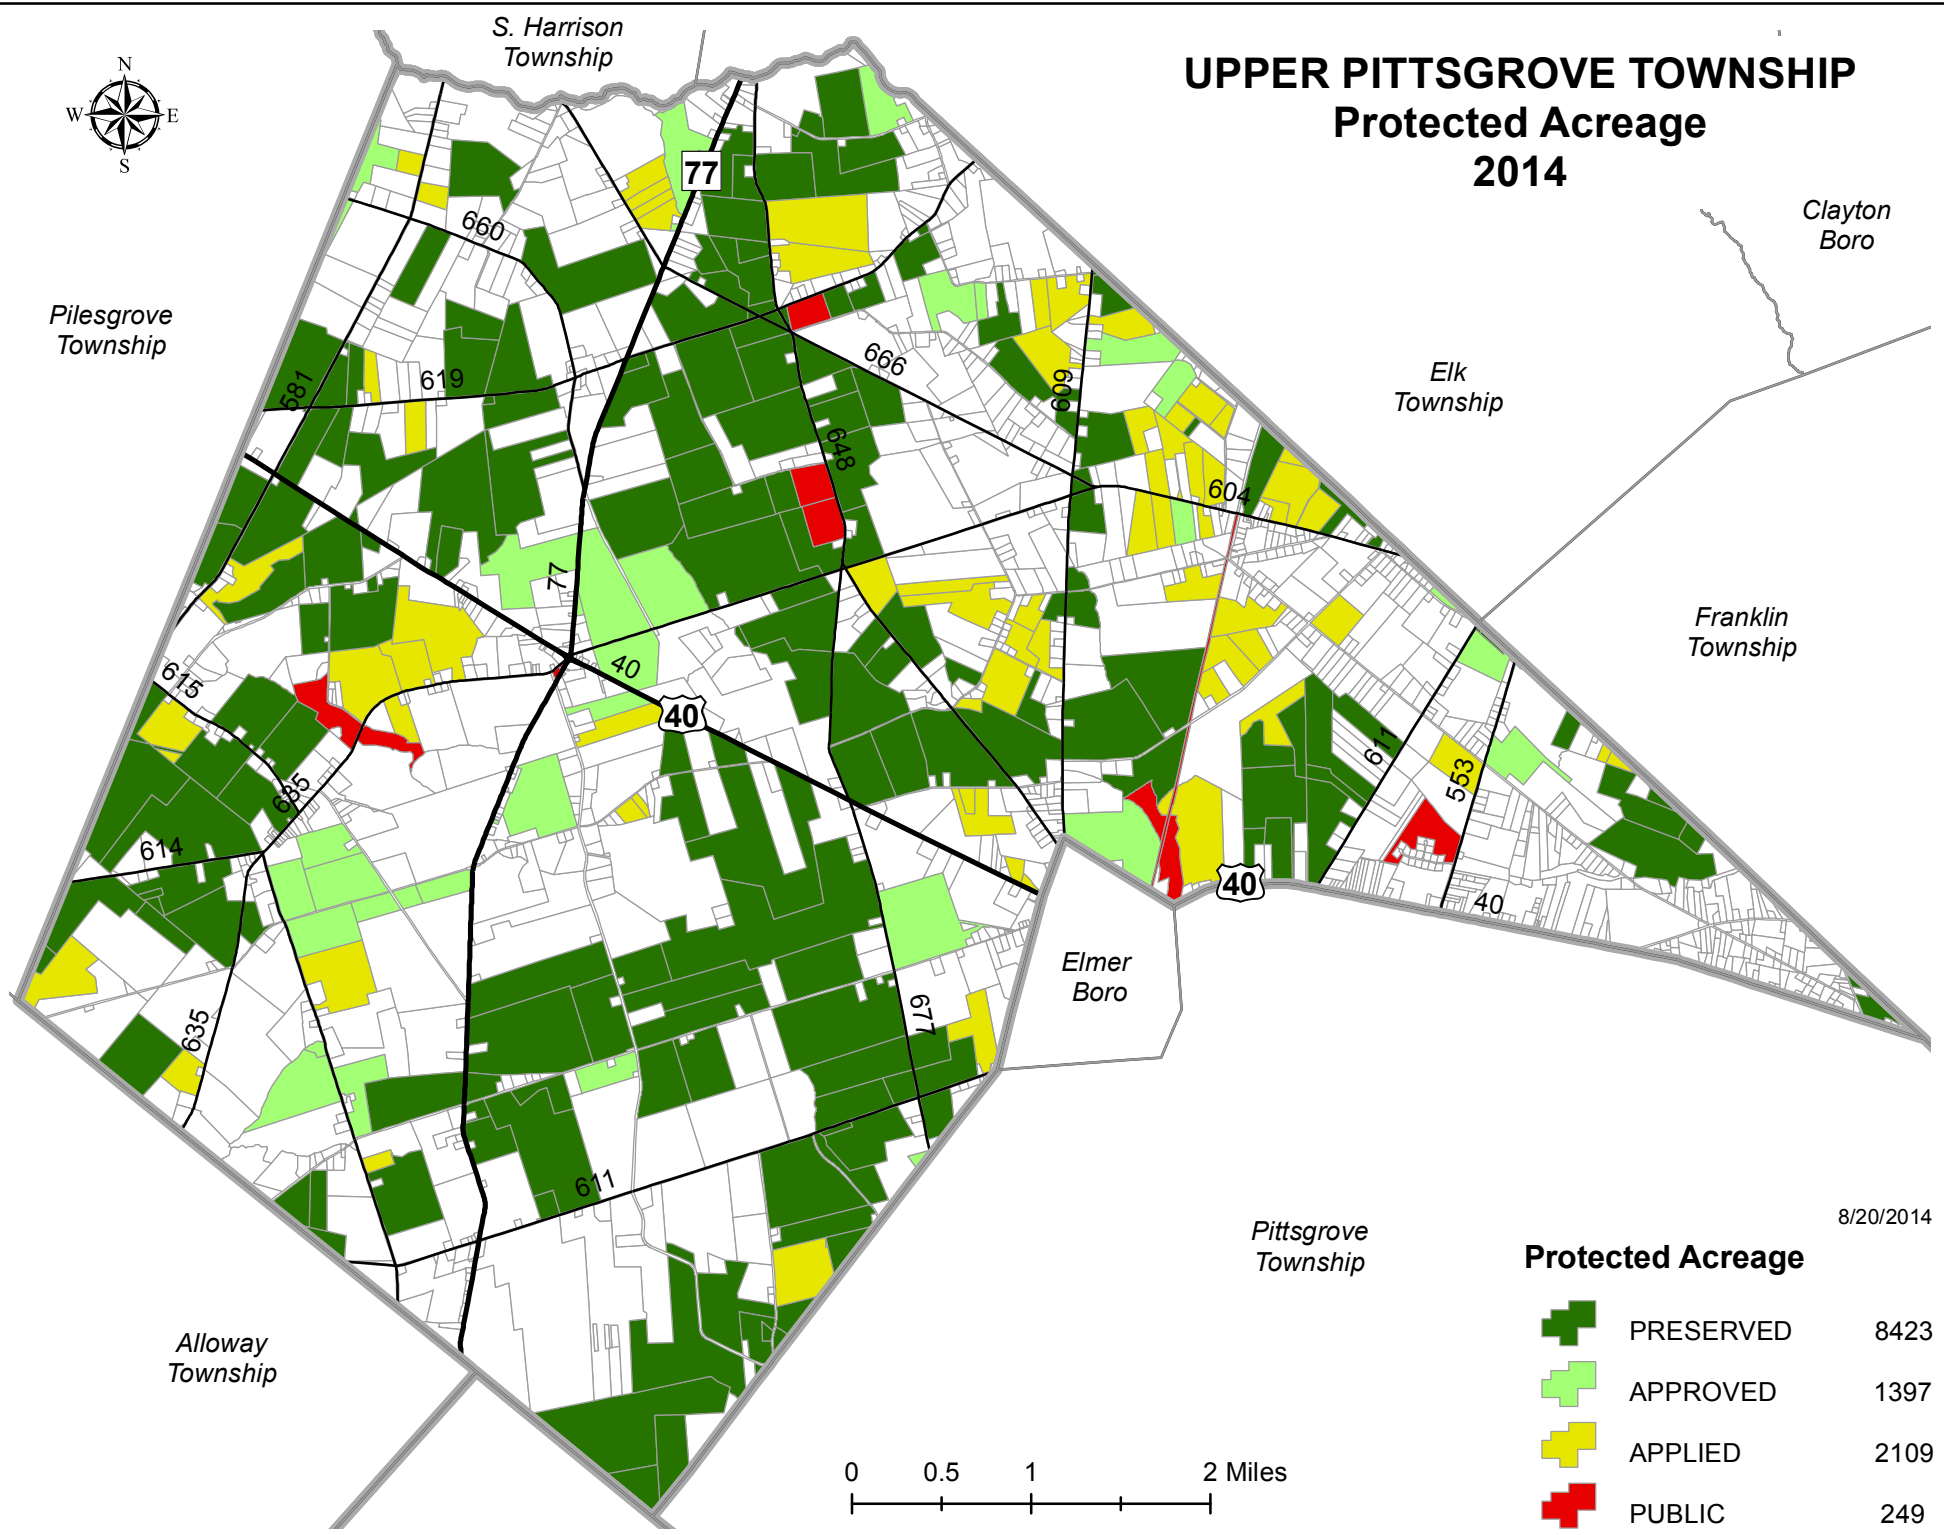 S. Harrison
Township
UPPER PITTSGROVE TOWNSHIP
Protected Acreage
2014
N
W
E
S
77
Clayton
Boro
660
Pilesgrove
Township
666
Elk
Township
581
619
609
648
604
77
Franklin
Township
615
40
40
611
553
635
614
40
40
Elmer
Boro
677
635
611
Pittsgrove
Township
8/20/2014
Protected Acreage
Alloway
Township
PRESERVED 8423
APPROVED 1397
APPLIED 2109
PUBLIC 249
0 0.5 1 2 Miles